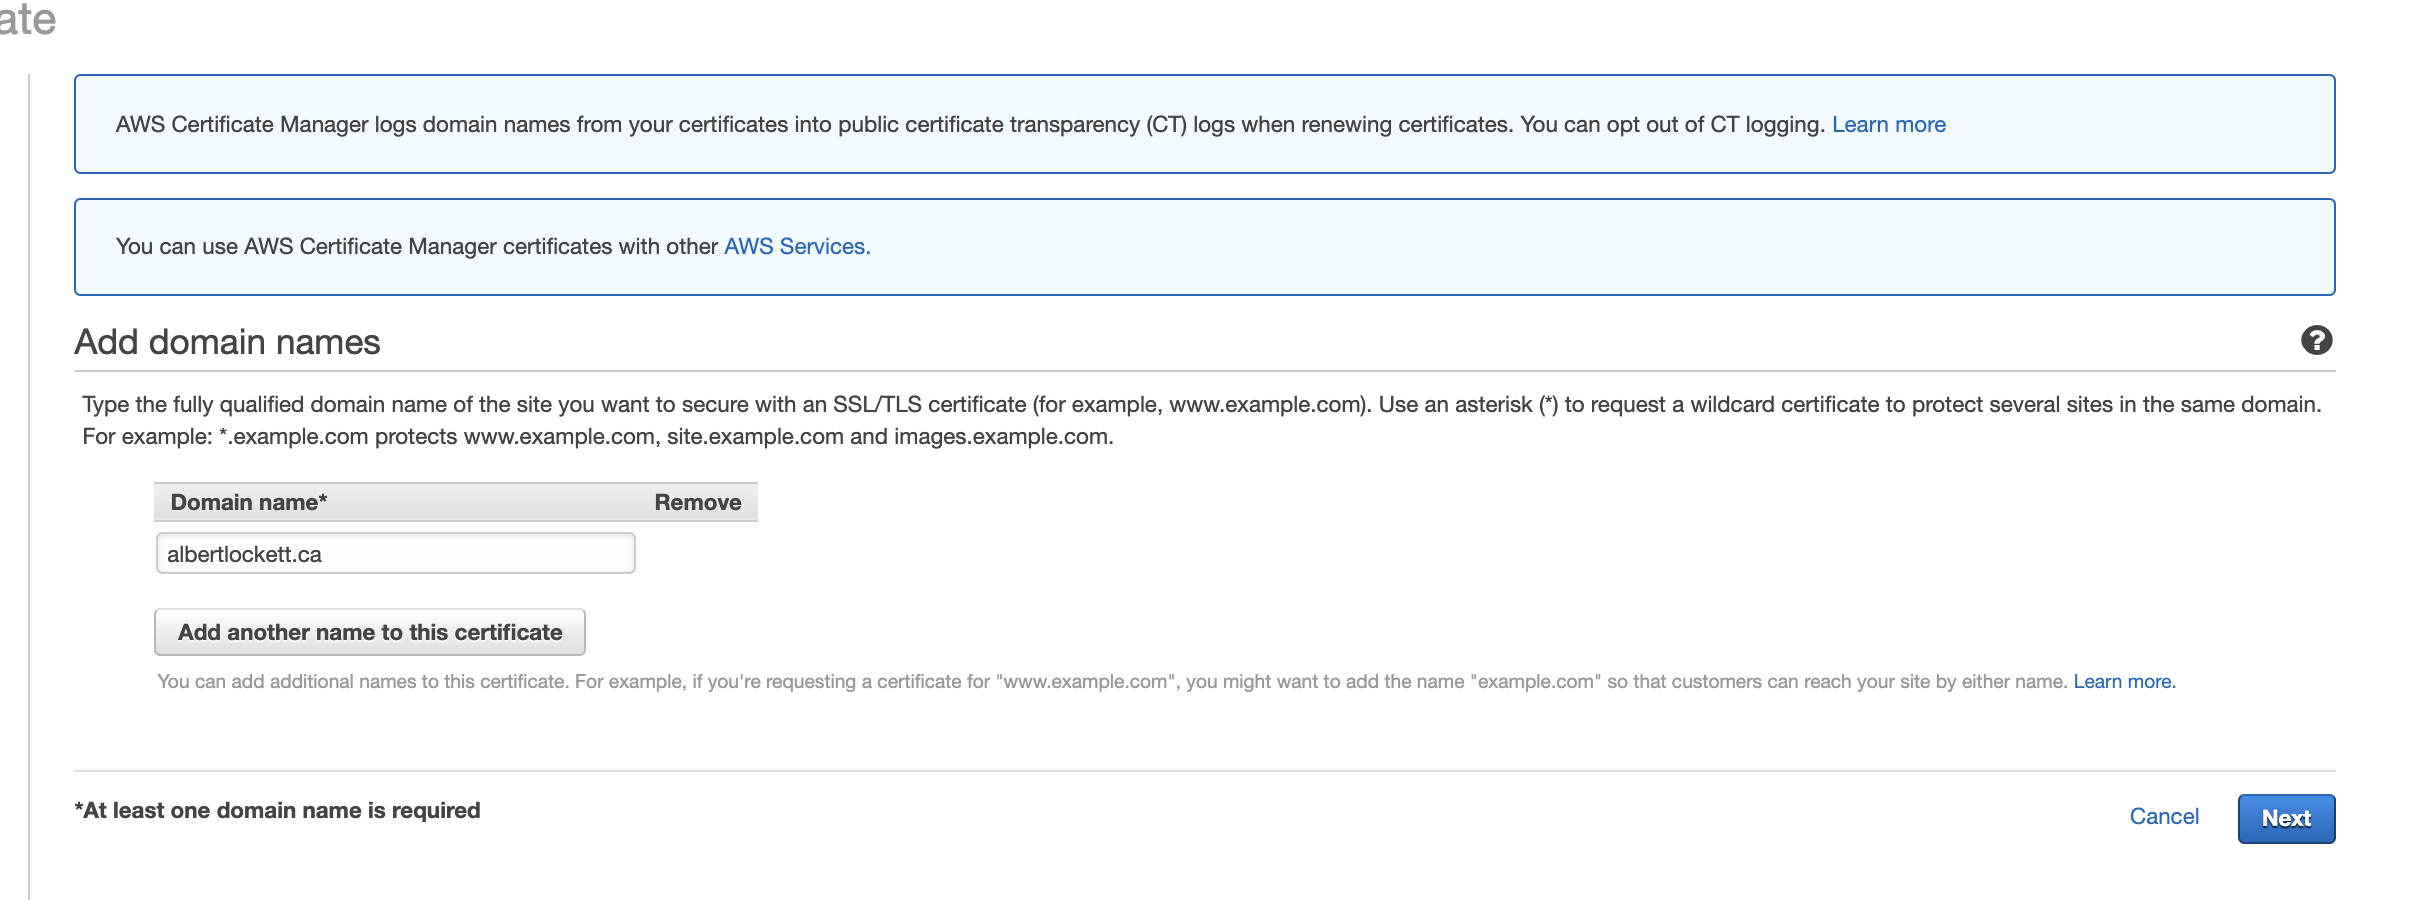 ate
AWS Certificate Manager logs domain names from your certificates into public certificate transparency (CT) logs when renewing certificates. You can opt out of CT logging. Learn more
You can use AWS Certificate Manager certificates with other AWS Services.
Add domain names
Type the fully qualified domain name of the site you want to secure with an SSL/TLS certificate (for example, www.example.com). Use an asterisk (*) to request a wildcard certificate to protect several sites in the same domain.
For example: *.example.com protects www.example.com, site.example.com and images.example.com.
Domain name* Remove
albertlockett.ca
Add another name to this certificate
You can add additional names to this certificate. For example, if you're requesting a certificate for "www.example.com", you might want to add the name "example.com" so that customers can reach your site by either name. Learn more.
*At least one domain name is required
Cancel Next